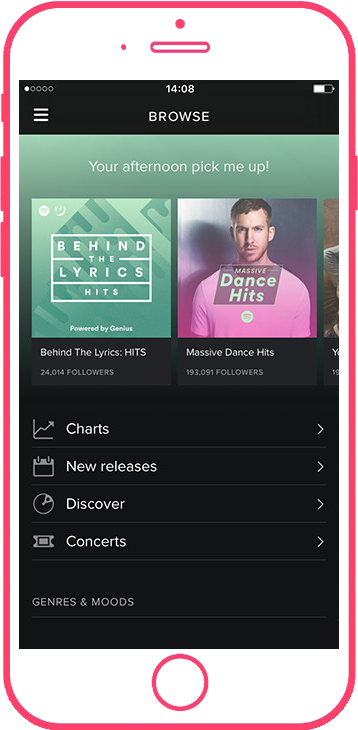 14:08
BROWSE
Your afternoon pick me up!
BEHIND
THE
LYRICS
HITS
Powered by Genius
MASSIVE
Dance
Hits
Behind The Lyrics: HITS
24,014 FOLLOWERS
Massive Dance Hits
193,091 FOLLOWERS
Charts
New releases
Discover
Concerts
GENRES & MOODS